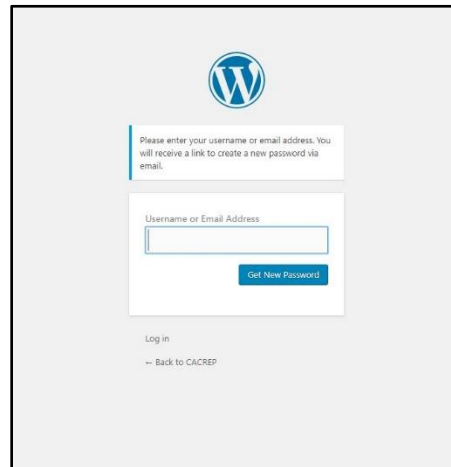 Please enter your username or email address. You
will receive a link to create a new password via
email.
Username or Email Address
Get New Password
Log in
← Back to CACREP